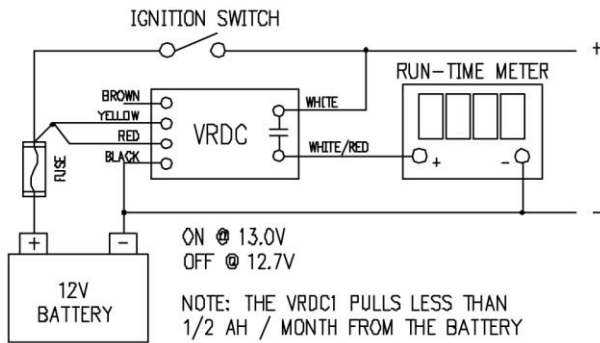 IGNITION SWITCH
+
RUN-TIME METER
BROWN
YELLOW
RED
BLACK
VRDC
WHITE
WHITE/RED
+ -
FUSE
-
+ -
12V
BATTERY
ON @ 13.0V
OFF @ 12.7V
NOTE: THE VRDC1 PULLS LESS THAN
1/2 AH / MONTH FROM THE BATTERY